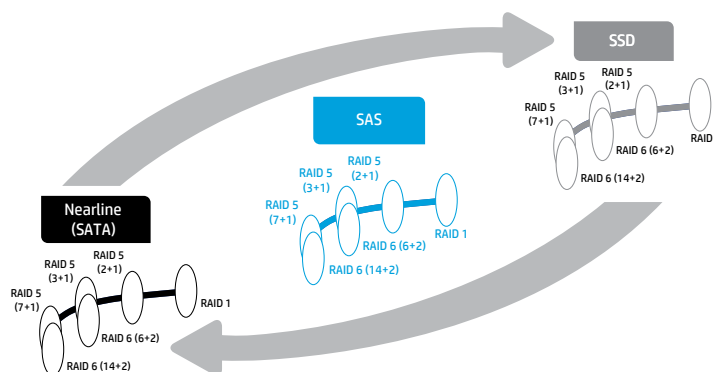 SSD
RAID 5
(3+1)
RAID 5
(2+1)
RAID 5
(7+1)
RAID
RAID 6 (6+2)
RAID 6 (14+2)
SAS
RAID 5
(3+1)
RAID 5
(2+1)
RAID 5
(7+1)
RAID 1
RAID 6 (6+2)
RAID 6 (14+2)
Nearline
(SATA)
RAID 5
(3+1)
RAID 5
(2+1)
RAID 5
(7+1)
RAID 1
RAID 6 (6+2)
RAID 6 (14+2)